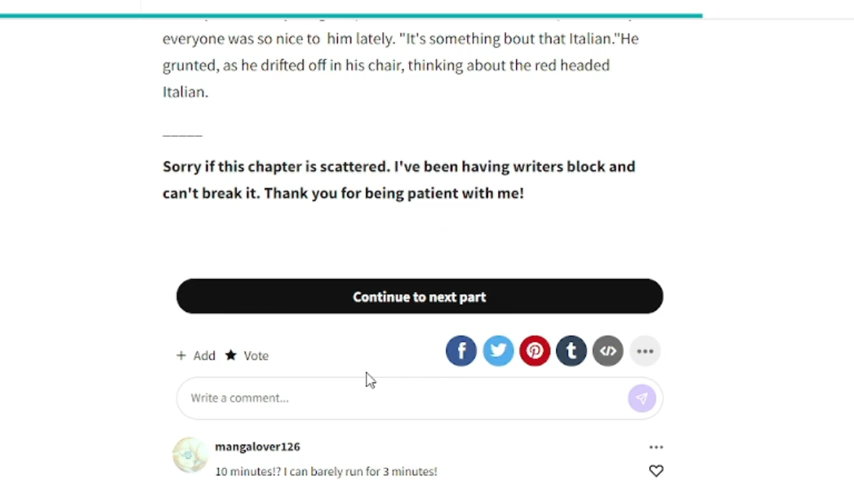 everyone was so nice to him lately. "It's something bout that Italian."He
grunted, as he drifted off in his chair, thinking about the red headed
Italian.
_____
Sorry if this chapter is scattered. I've been having writers block and
can't break it. Thank you for being patient with me!
Continue to next part
+ Add ★ Vote
Write a comment...
mangalover126
10 minutes!? I can barely run for 3 minutes!